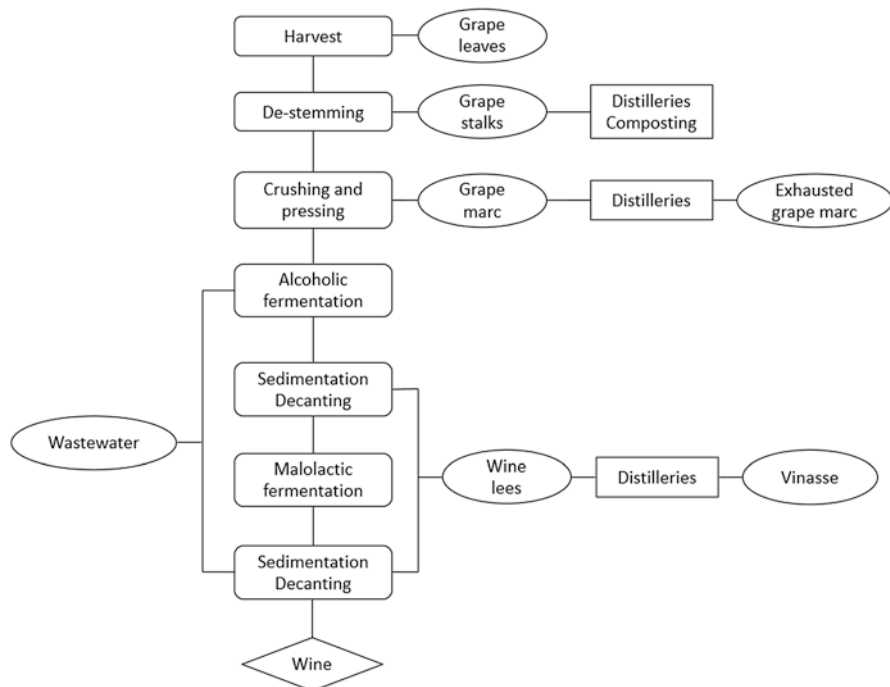 Harvest
Grape
leaves
De-stemming
Grape
stalks
Distilleries
Composting
Crushing and
pressing
Grape
marc
Distilleries
Exhausted
grape marc
Alcoholic
fermentation
Sedimentation
Decanting
Wastewater
Malolactic
fermentation
Wine
lees
Distilleries
Vinasse
Sedimentation
Decanting
Wine